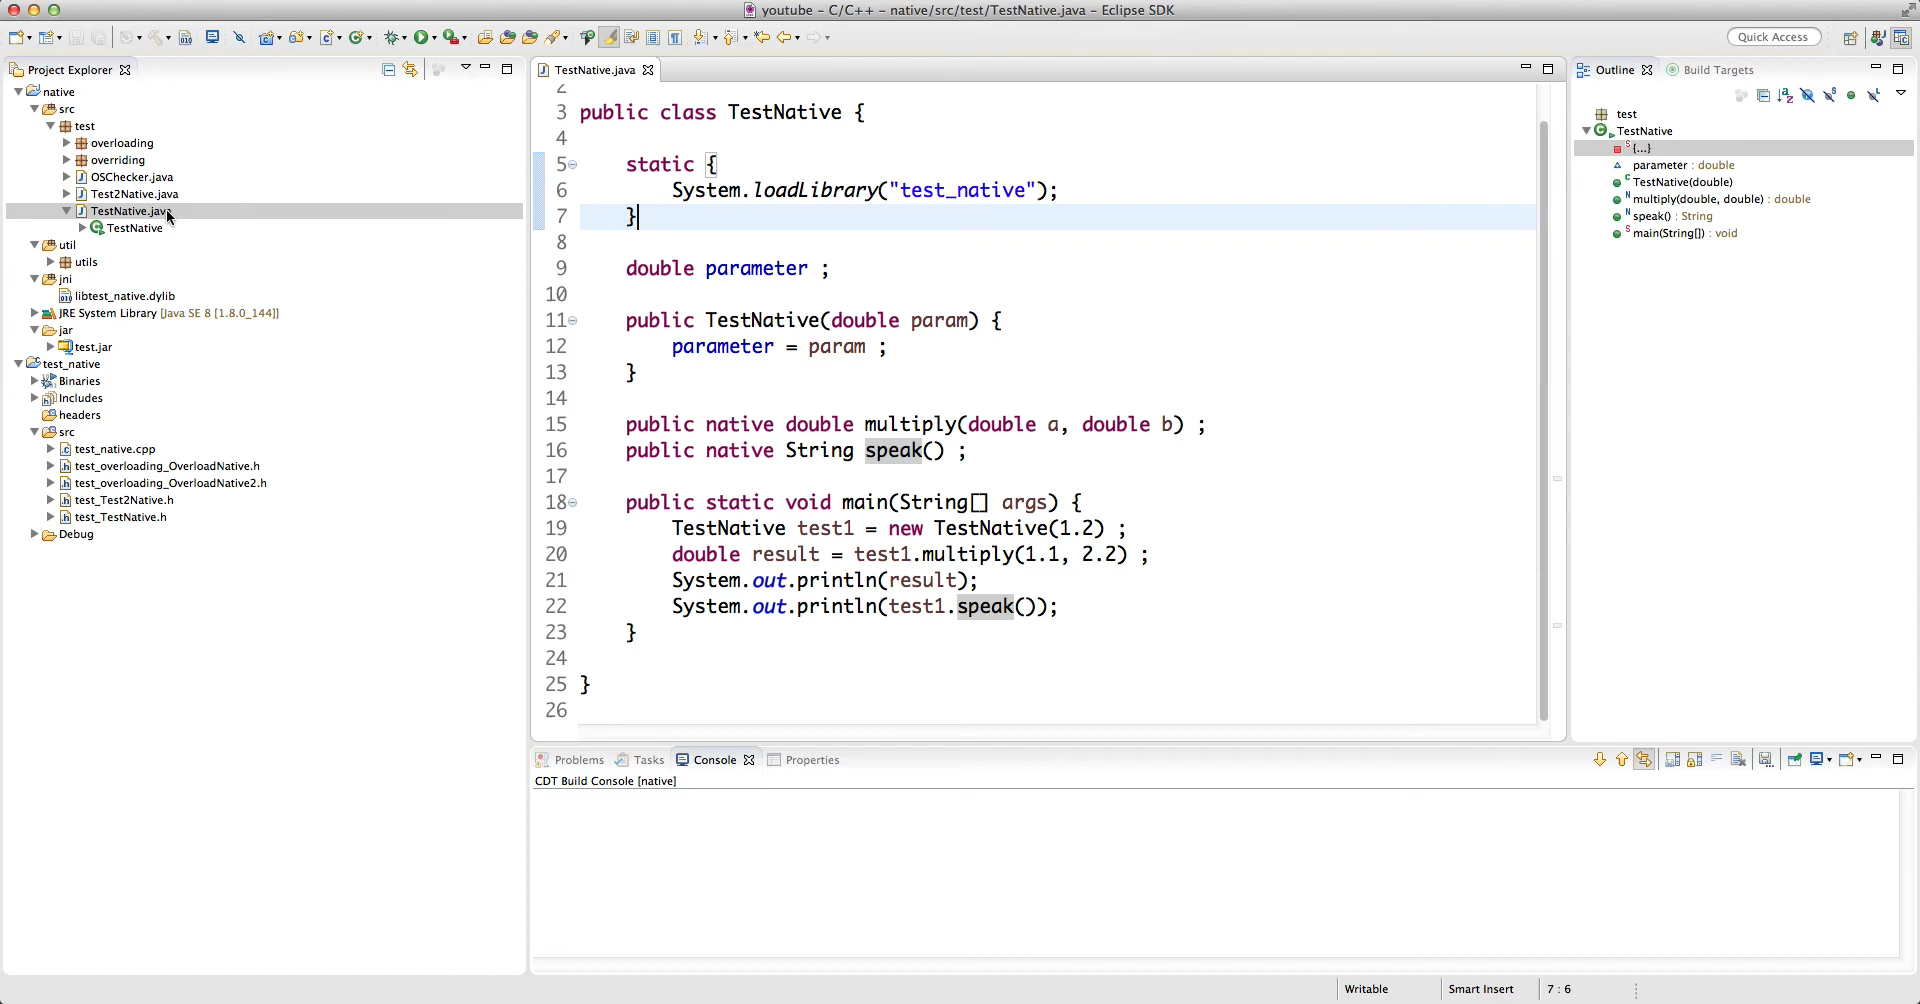 youtube - C/C++ - native/src/test/TestNative.java - Eclipse SDK
Quick Access
Project Explorer
native
src
test
overloading
overriding
OSChecker.java
Test2Native.java
TestNative.java
TestNative
util
utils
jni
libtest_native.dylib
JRE System Library [Java SE 8 [1.8.0_144]]
jar
test.jar
test_native
Binaries
Includes
headers
src
test_native.cpp
test_overloading_OverloadNative.h
test_overloading_OverloadNative2.h
test_Test2Native.h
test_TestNative.h
Debug
TestNative.java
2
3 public class TestNative {
4
5 static {
6 System.loadLibrary("test_native");
7 }
8
9 double parameter ;
10
11 public TestNative(double param) {
12 parameter = param ;
13 }
14
15 public native double multiply(double a, double b) ;
16 public native String speak() ;
17
18 public static void main(String[] args) {
19 TestNative test1 = new TestNative(1.2) ;
20 double result = test1.multiply(1.1, 2.2) ;
21 System.out.println(result);
22 System.out.println(test1.speak());
23 }
24
25 }
26
Outline Build Targets
test
TestNative
{...}
parameter : double
TestNative(double)
multiply(double, double) : double
speak() : String
main(String[]) : void
Problems Tasks Console Properties
CDT Build Console [native]
Writable Smart Insert 7 : 6